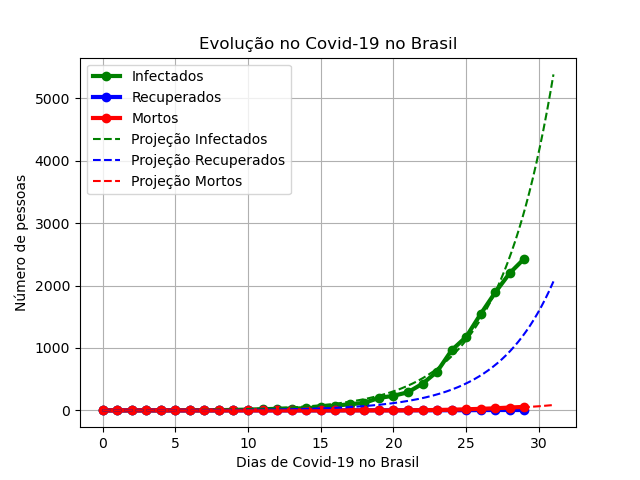 Evolução no Covid-19 no Brasil
Infectados
Recuperados
Mortos
Projeção Infectados
Projeção Recuperados
Projeção Mortos
Número de pessoas
5000
4000
3000
2000
1000
0
0 5 10 15 20 25 30
Dias de Covid-19 no Brasil